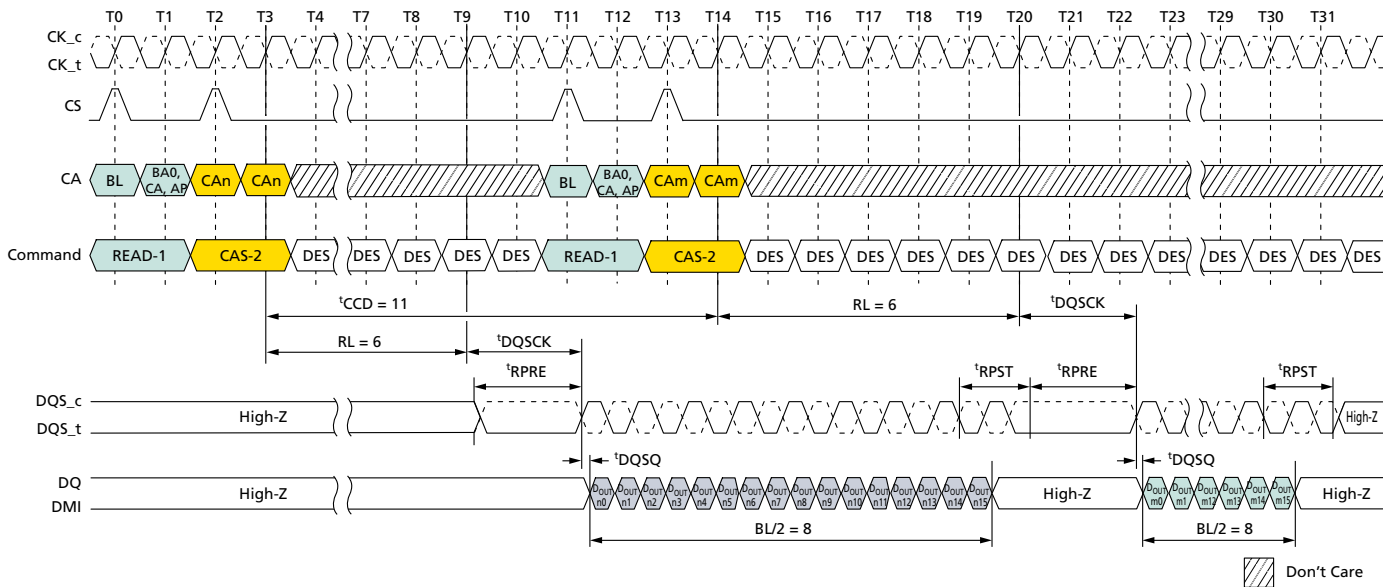 T0 T1 T2 T3 T4 T7 T8 T9 T10 T11 T12 T13 T14 T15 T16 T17 T18 T19 T20 T21 T22 T23 T29 T30 T31
CK_c
CK_t
CS
CA BL BA0, CA, AP CAn CAn BL BA0, CA, AP CAm CAm
Command READ-1 CAS-2 DES DES DES DES DES READ-1 CAS-2 DES DES DES DES DES DES DES DES DES DES DES DES DES
tCCD = 11 RL = 6 tDQSCK
RL = 6 tDQSCK
tRPRE tRPST tRPRE tRPST
DQS_c
DQS_t
High-Z High-Z
tDQSQ tDQSQ
DQ
DMI
High-Z DOUT n0 DOUT n1 DOUT n2 DOUT n3 DOUT n4 DOUT n5 DOUT n6 DOUT n7 DOUT n8 DOUT n9 DOUT n10 DOUT n11 DOUT n12 DOUT n13 DOUT n14 DOUT n15 High-Z DOUT m0 DOUT m1 DOUT m12 DOUT m13 DOUT m14 DOUT m15 High-Z
BL/2 = 8 BL/2 = 8
Don't Care